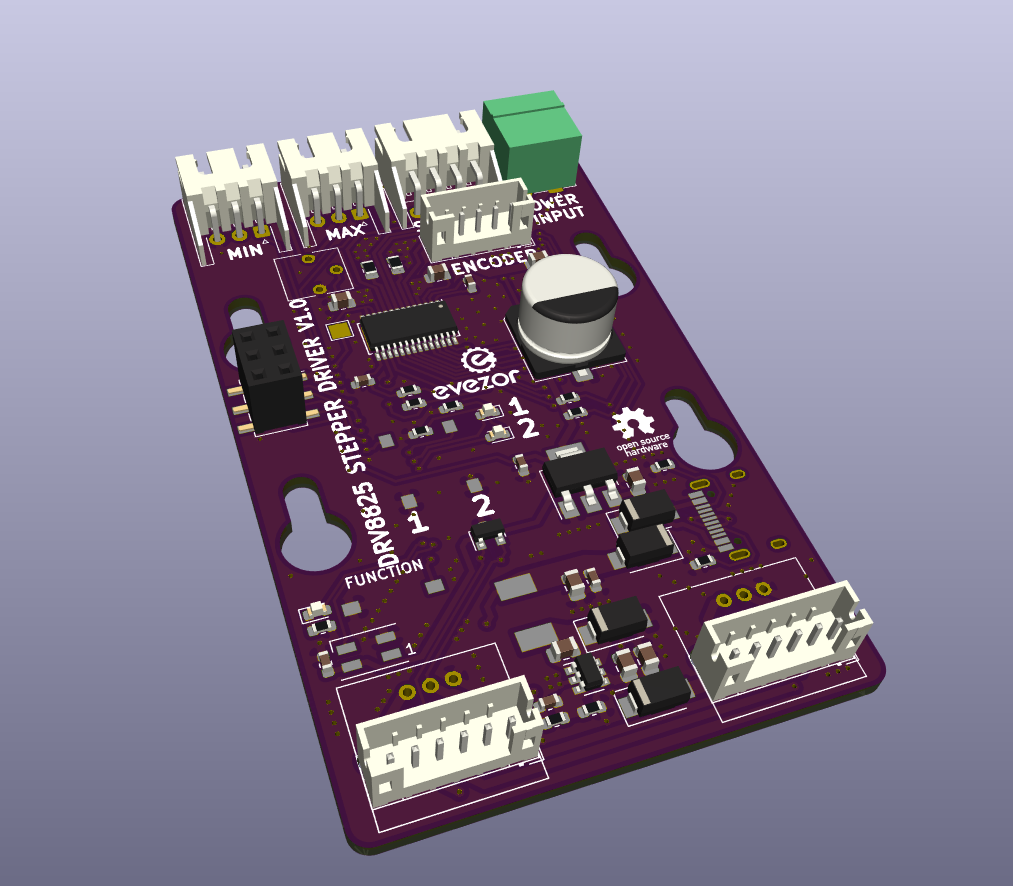 MIN
MAX
INPUT
ENCODER
DRV8825 STEPPER DRIVER V1.0
evezor
1
2
open source
hardware
1
2
FUNCTION
1